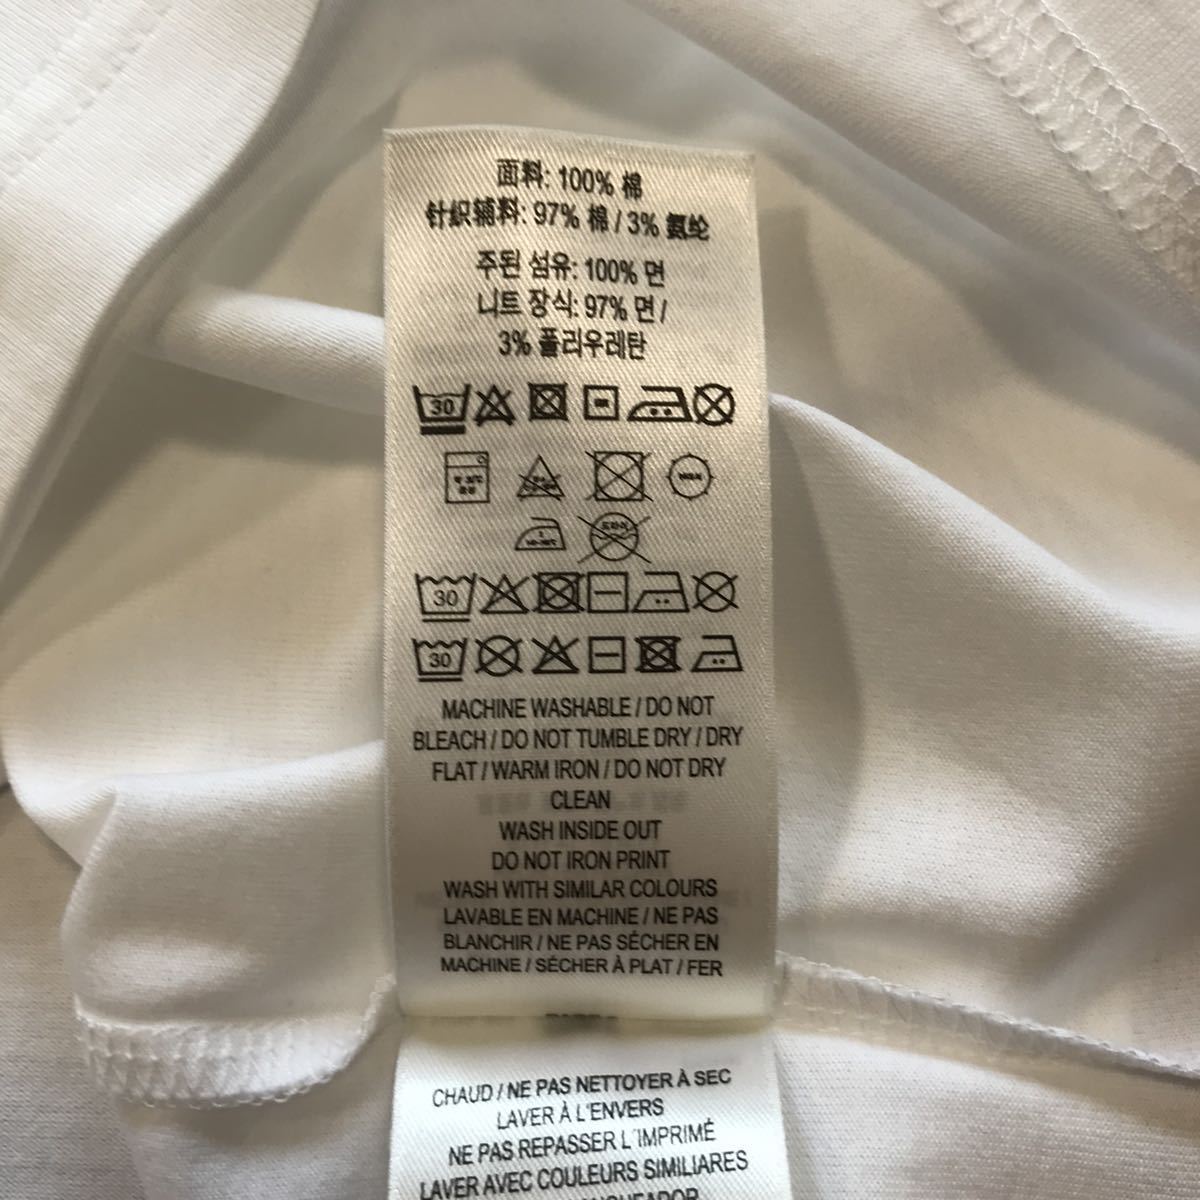 面料: 100% 棉
针织辅料: 97% 棉 / 3% 氨纶
주된 섬유: 100% 면
니트 장식: 97% 면 /
3% 폴리우레탄
30
30
30
MACHINE WASHABLE / DO NOT
BLEACH / DO NOT TUMBLE DRY / DRY
FLAT / WARM IRON / DO NOT DRY
CLEAN
WASH INSIDE OUT
DO NOT IRON PRINT
WASH WITH SIMILAR COLOURS
LAVABLE EN MACHINE / NE PAS
BLANCHIR / NE PAS SÉCHER EN
MACHINE / SÉCHER À PLAT / FER
CHAUD / NE PAS NETTOYER À SEC
LAVER À L'ENVERS
NE PAS REPASSER L'IMPRIMÉ
LAVER AVEC COULEURS SIMILIARES